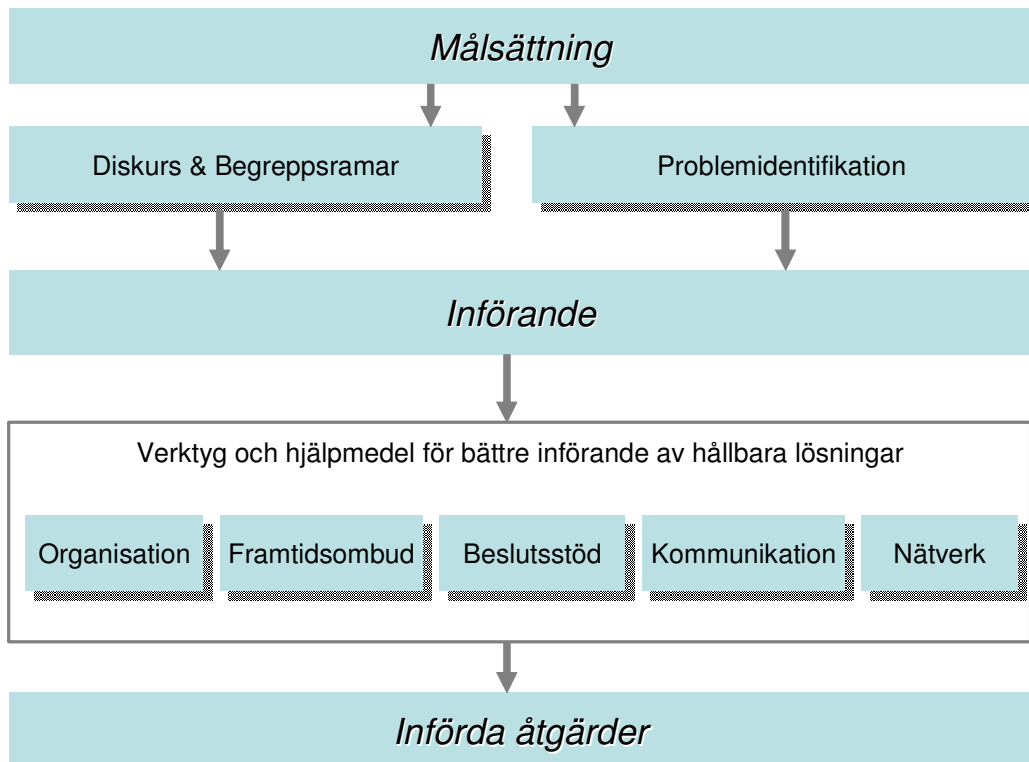 Målsättning
Diskurs & Begreppsramar
Problemidentifikation
Införande
Verktyg och hjälpmedel för bättre införande av hållbara lösningar
Organisation
Framtidsombud
Beslutsstöd
Kommunikation
Nätverk
Införda åtgärder